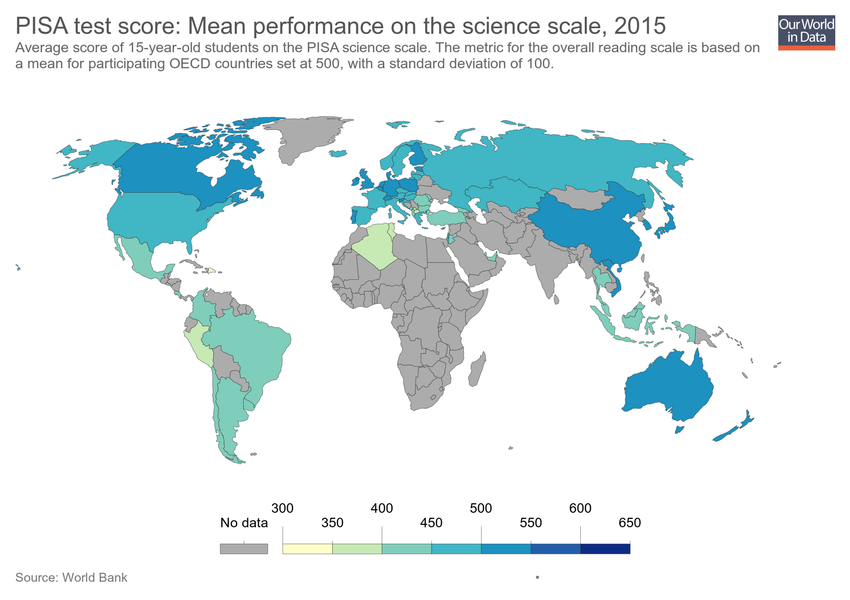 PISA test score: Mean performance on the science scale, 2015
Our World
in Data
Average score of 15-year-old students on the PISA science scale. The metric for the overall reading scale is based on
a mean for participating OECD countries set at 500, with a standard deviation of 100.
300 400 500 600
No data 350 450 550 650
Source: World Bank